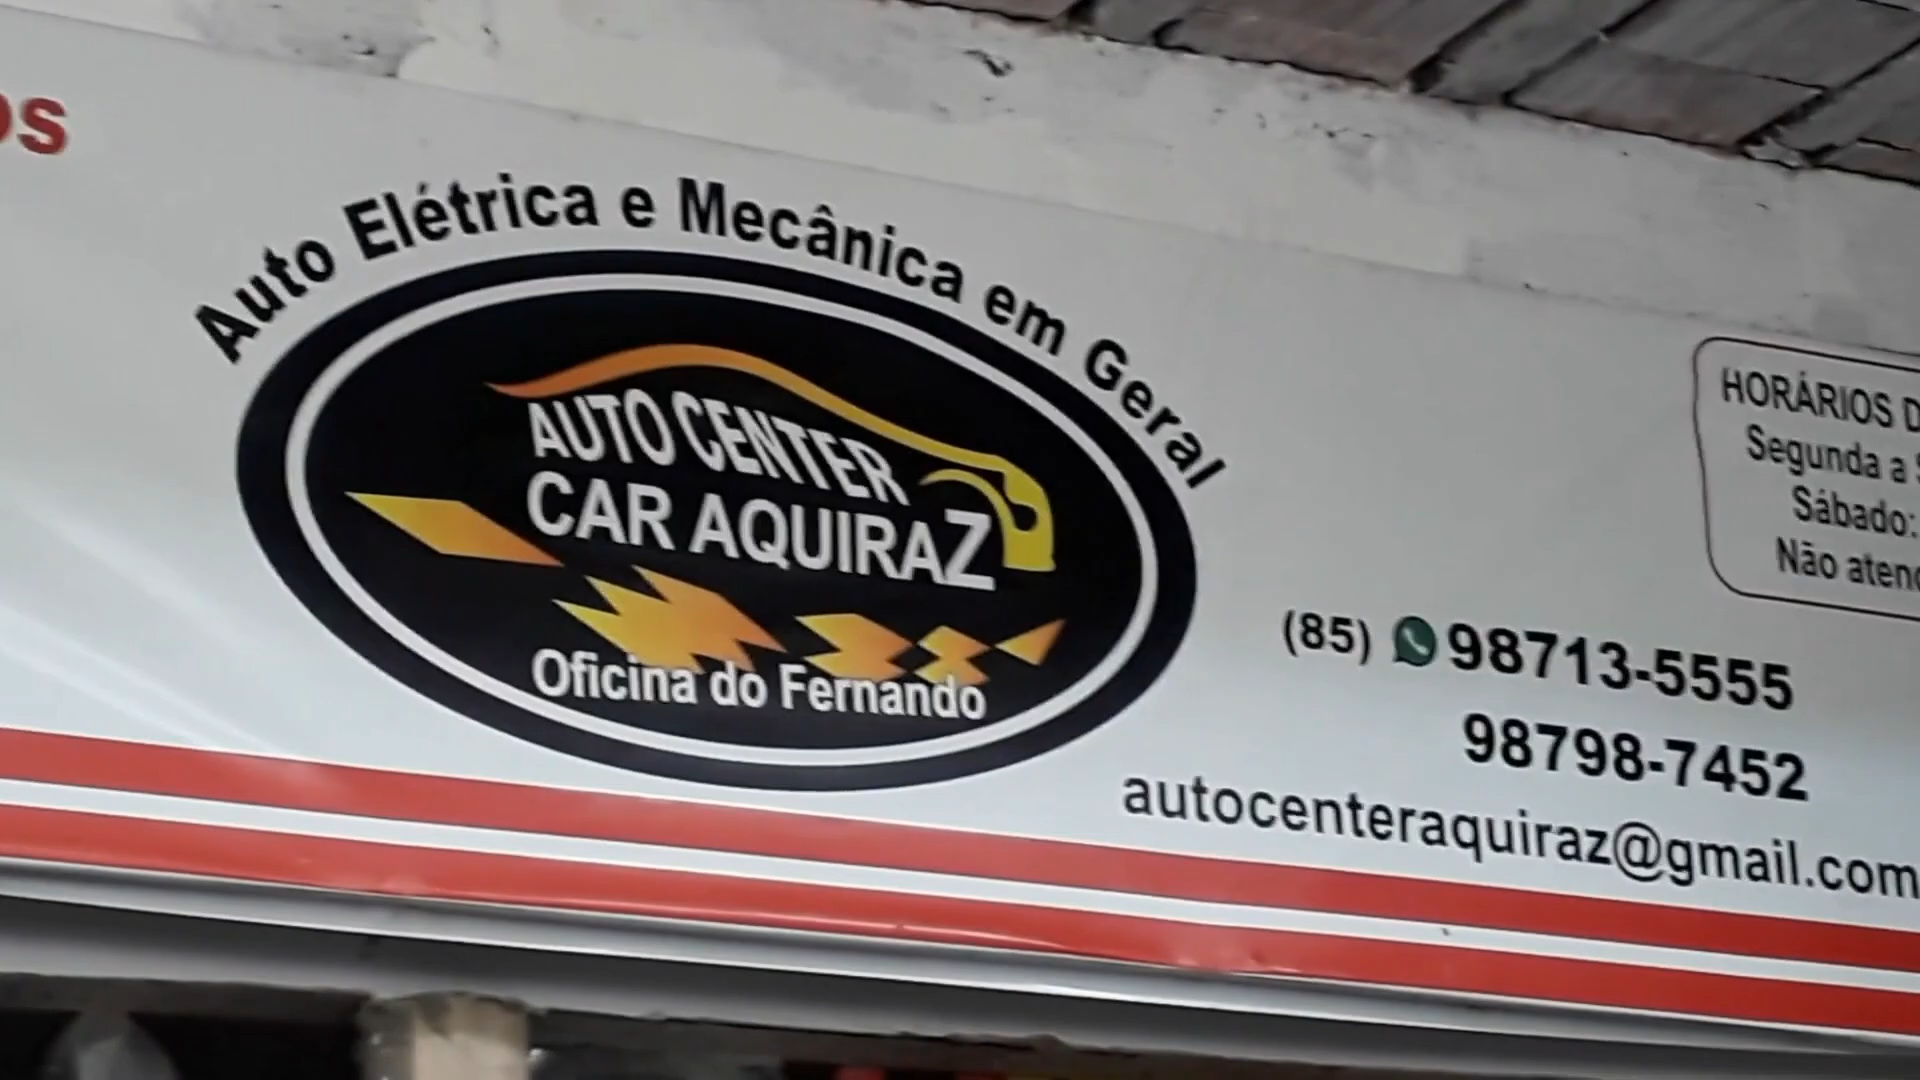 Auto Elétrica e Mecânica em Geral
AUTO CENTER
CAR AQUIRAZ
Oficina do Fernando
HORÁRIOS
Segunda a
Sábado:
Não
(85) 98713-5555
98798-7452
autocenteraquiraz@gmail.com